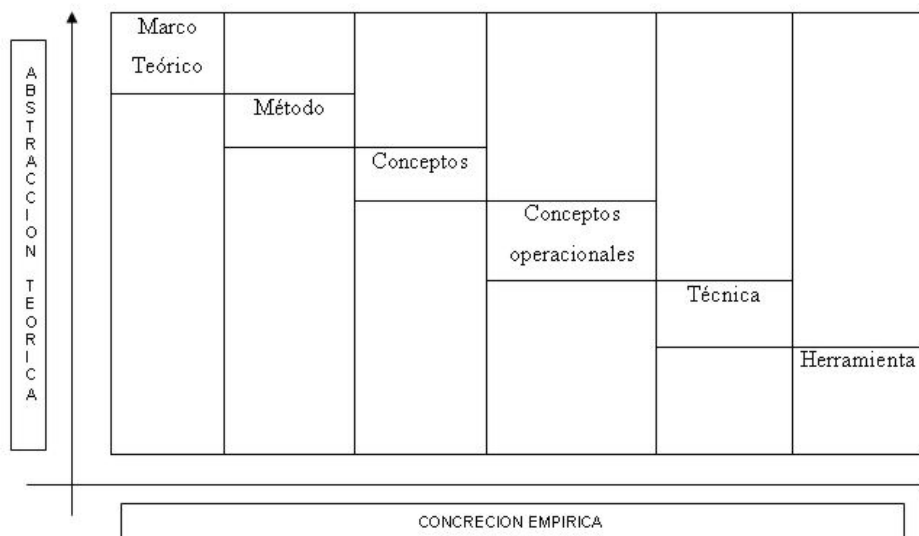 Marco
Teórico
Método
Conceptos
Conceptos
operacionales
Técnica
Herramienta
ABSTRACCION TEORICA
CONCRECION EMPIRICA